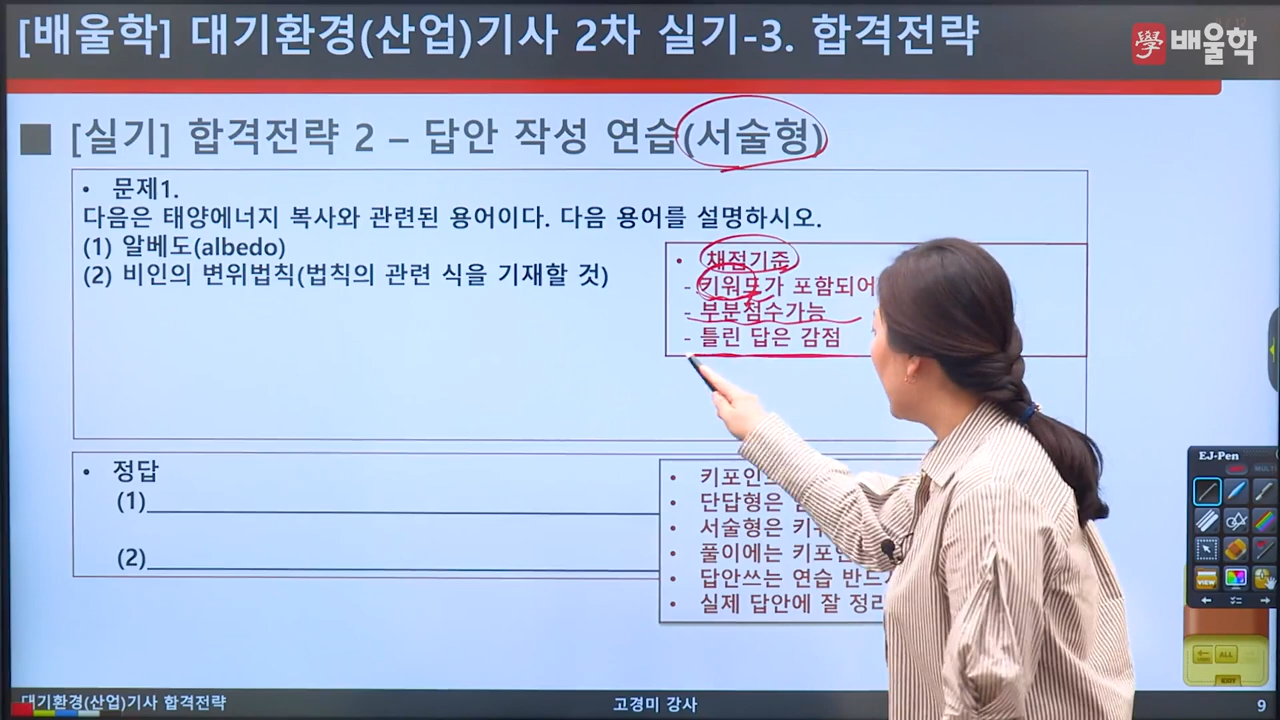 [배울학] 대기환경(산업)기사 2차 실기-3. 합격전략
學 배울학
[실기] 합격전략 2 – 답안 작성 연습(서술형)
• 문제1.
다음은 태양에너지 복사와 관련된 용어이다. 다음 용어를 설명하시오.
(1) 알베도(albedo)
(2) 비인의 변위법칙(법칙의 관련 식을 기재할 것)
• 채점기준
- 키워드가 포함되어
- 부분점수가능
- 틀린 답은 감점
• 정답
(1)
(2)
• 키포인
• 단답형은
• 서술형은
• 풀이에는
• 답안쓰는 연습
• 실제 답안에 잘
EJ-Pen
VIEW
ALL
EXIT
대기환경(산업)기사 합격전략
고경미 강사
9